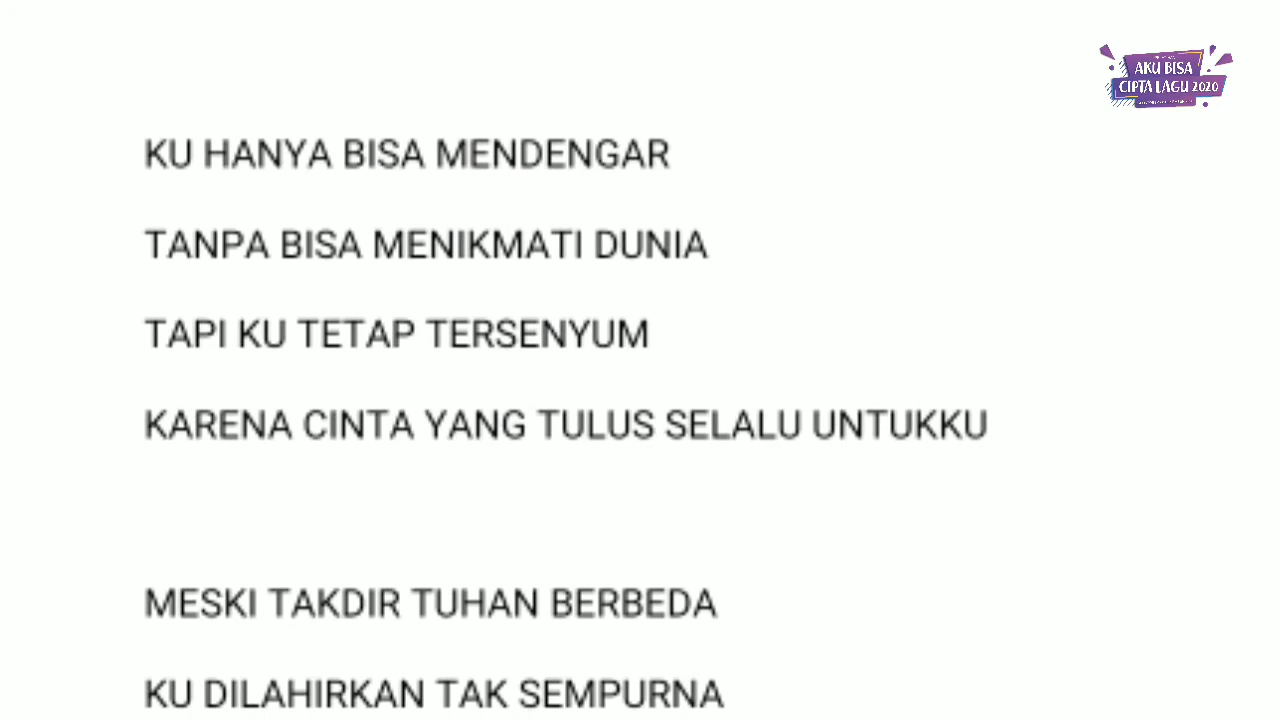 AKU BISA
CIPTA LAGU 2020
KU HANYA BISA MENDENGAR
TANPA BISA MENIKMATI DUNIA
TAPI KU TETAP TERSENYUM
KARENA CINTA YANG TULUS SELALU UNTUKKU
MESKI TAKDIR TUHAN BERBEDA
KU DILAHIRKAN TAK SEMPURNA